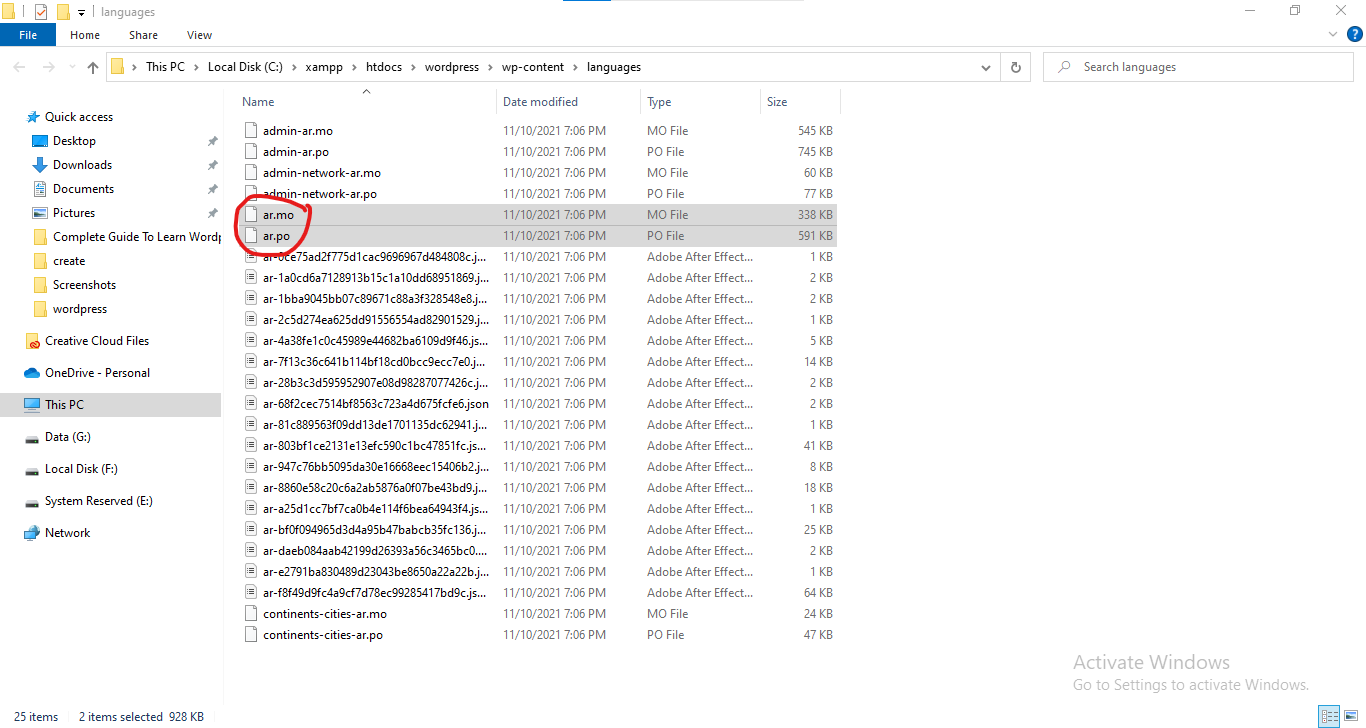 languages
File Home Share View
This PC Local Disk (C:) xampp htdocs wordpress wp-content languages
Search languages
Quick access
Desktop
Downloads
Documents
Pictures
Complete Guide To Learn Wordp
create
Screenshots
wordpress
Creative Cloud Files
OneDrive - Personal
This PC
Data (G:)
Local Disk (F:)
System Reserved (E:)
Network
Name Date modified Type Size
admin-ar.mo 11/10/2021 7:06 PM MO File 545 KB
admin-ar.po 11/10/2021 7:06 PM PO File 745 KB
admin-network-ar.mo 11/10/2021 7:06 PM MO File 60 KB
admin-network-ar.po 11/10/2021 7:06 PM PO File 77 KB
ar.mo 11/10/2021 7:06 PM MO File 338 KB
ar.po 11/10/2021 7:06 PM PO File 591 KB
ar-0ce75ad2f775d1cac9696967d484808c.j... 11/10/2021 7:06 PM Adobe After Effect... 1 KB
ar-1a0cd6a7128913b15c1a10dd68951869.j... 11/10/2021 7:06 PM Adobe After Effect... 2 KB
ar-1bba9045bb07c89671c88a3f328548e8.j... 11/10/2021 7:06 PM Adobe After Effect... 2 KB
ar-2c5d274ea625dd91556554ad82901529.j... 11/10/2021 7:06 PM Adobe After Effect... 1 KB
ar-4a38fe1c0c45989e44682ba6109d9f46.js... 11/10/2021 7:06 PM Adobe After Effect... 5 KB
ar-7f13c36c641b114bf18cd0bcc9ecc7e0.j... 11/10/2021 7:06 PM Adobe After Effect... 14 KB
ar-28b3c3d595952907e08d98287077426c.j... 11/10/2021 7:06 PM Adobe After Effect... 2 KB
ar-68f2cec7514bf8563c723a4d675fcfe6.json 11/10/2021 7:06 PM Adobe After Effect... 2 KB
ar-81c889563f09dd13de1701135dc62941.j... 11/10/2021 7:06 PM Adobe After Effect... 1 KB
ar-803bf1ce2131e13efc590c1bc47851fc.js... 11/10/2021 7:06 PM Adobe After Effect... 41 KB
ar-947c76bb5095da30e16668eec15406b2.j... 11/10/2021 7:06 PM Adobe After Effect... 8 KB
ar-8860e58c20c6a2ab5876a0f07be43bd9.j... 11/10/2021 7:06 PM Adobe After Effect... 18 KB
ar-a25d1cc7bf7ca0b4e114f6bea64943f4.js... 11/10/2021 7:06 PM Adobe After Effect... 1 KB
ar-bf0f094965d3d4a95b47babcb35fc136.j... 11/10/2021 7:06 PM Adobe After Effect... 25 KB
ar-daeb084aab42199d26393a56c3465bc0.... 11/10/2021 7:06 PM Adobe After Effect... 2 KB
ar-e2791ba830489d23043be8650a22a22b.j... 11/10/2021 7:06 PM Adobe After Effect... 1 KB
ar-f8f49d9fc4a9cf7d78ec99285417bd9c.js... 11/10/2021 7:06 PM Adobe After Effect... 64 KB
continents-cities-ar.mo 11/10/2021 7:06 PM MO File 24 KB
continents-cities-ar.po 11/10/2021 7:06 PM PO File 47 KB
Activate Windows
Go to Settings to activate Windows.
25 items 2 items selected 928 KB